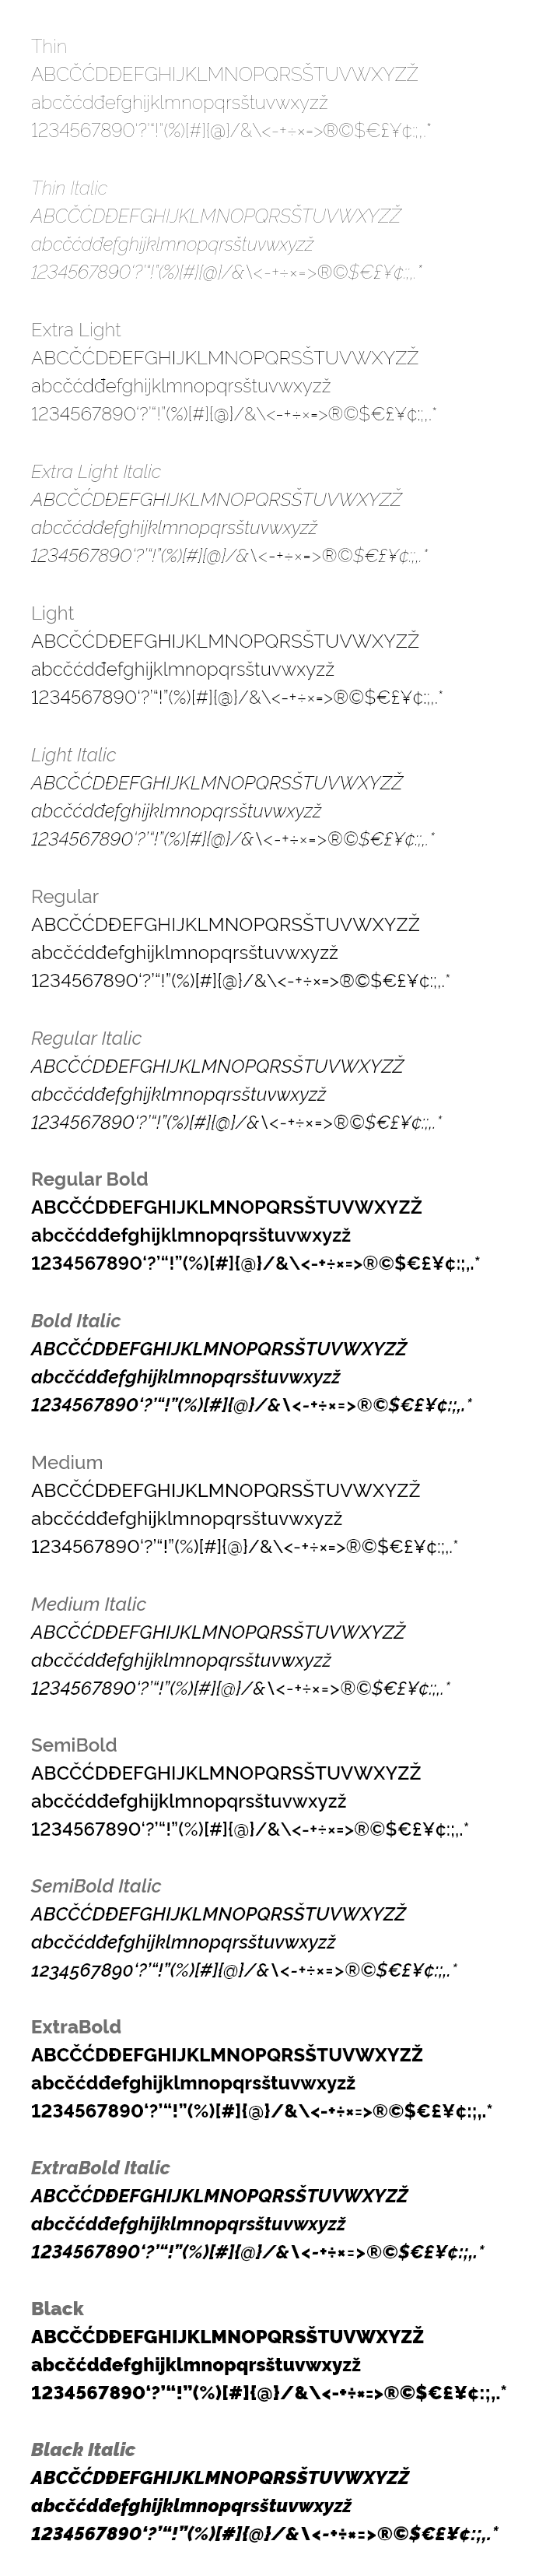 Thin
ABCČĆDĐEFGHIJKLMNOPQRSŠTUVWXYZŽ
abcčćdđefghijklmnopqrsštuvwxyzž
1234567890‘?’“!”(%)[#]{@}/&\<-+÷×=>®©$€£¥¢:;,.*
Thin Italic
ABCČĆDĐEFGHIJKLMNOPQRSŠTUVWXYZŽ
abcčćdđefghijklmnopqrsštuvwxyzž
1234567890‘?’“!”(%)[#]{@}/&\<-+÷×=>®©$€£¥¢:;,.*
Extra Light
ABCČĆDĐEFGHIJKLMNOPQRSŠTUVWXYZŽ
abcčćdđefghijklmnopqrsštuvwxyzž
1234567890‘?’“!”(%)[#]{@}/&\<-+÷×=>®©$€£¥¢:;,.*
Extra Light Italic
ABCČĆDĐEFGHIJKLMNOPQRSŠTUVWXYZŽ
abcčćdđefghijklmnopqrsštuvwxyzž
1234567890‘?’“!”(%)[#]{@}/&\<-+÷×=>®©$€£¥¢:;,.*
Light
ABCČĆDĐEFGHIJKLMNOPQRSŠTUVWXYZŽ
abcčćdđefghijklmnopqrsštuvwxyzž
1234567890‘?’“!”(%)[#]{@}/&\<-+÷×=>®©$€£¥¢:;,.*
Light Italic
ABCČĆDĐEFGHIJKLMNOPQRSŠTUVWXYZŽ
abcčćdđefghijklmnopqrsštuvwxyzž
1234567890‘?’“!”(%)[#]{@}/&\<-+÷×=>®©$€£¥¢:;,.*
Regular
ABCČĆDĐEFGHIJKLMNOPQRSŠTUVWXYZŽ
abcčćdđefghijklmnopqrsštuvwxyzž
1234567890‘?’“!”(%)[#]{@}/&\<-+÷×=>®©$€£¥¢:;,.*
Regular Italic
ABCČĆDĐEFGHIJKLMNOPQRSŠTUVWXYZŽ
abcčćdđefghijklmnopqrsštuvwxyzž
1234567890‘?’“!”(%)[#]{@}/&\<-+÷×=>®©$€£¥¢:;,.*
Regular Bold
ABCČĆDĐEFGHIJKLMNOPQRSŠTUVWXYZŽ
abcčćdđefghijklmnopqrsštuvwxyzž
1234567890‘?’“!”(%)[#]{@}/&\<-+÷×=>®©$€£¥¢:;,.*
Bold Italic
ABCČĆDĐEFGHIJKLMNOPQRSŠTUVWXYZŽ
abcčćdđefghijklmnopqrsštuvwxyzž
1234567890‘?’“!”(%)[#]{@}/&\<-+÷×=>®©$€£¥¢:;,.*
Medium
ABCČĆDĐEFGHIJKLMNOPQRSŠTUVWXYZŽ
abcčćdđefghijklmnopqrsštuvwxyzž
1234567890‘?’“!”(%)[#]{@}/&\<-+÷×=>®©$€£¥¢:;,.*
Medium Italic
ABCČĆDĐEFGHIJKLMNOPQRSŠTUVWXYZŽ
abcčćdđefghijklmnopqrsštuvwxyzž
1234567890‘?’“!”(%)[#]{@}/&\<-+÷×=>®©$€£¥¢:;,.*
SemiBold
ABCČĆDĐEFGHIJKLMNOPQRSŠTUVWXYZŽ
abcčćdđefghijklmnopqrsštuvwxyzž
1234567890‘?’“!”(%)[#]{@}/&\<-+÷×=>®©$€£¥¢:;,.*
SemiBold Italic
ABCČĆDĐEFGHIJKLMNOPQRSŠTUVWXYZŽ
abcčćdđefghijklmnopqrsštuvwxyzž
1234567890‘?’“!”(%)[#]{@}/&\<-+÷×=>®©$€£¥¢:;,.*
ExtraBold
ABCČĆDĐEFGHIJKLMNOPQRSŠTUVWXYZŽ
abcčćdđefghijklmnopqrsštuvwxyzž
1234567890‘?’“!”(%)[#]{@}/&\<-+÷×=>®©$€£¥¢:;,.*
ExtraBold Italic
ABCČĆDĐEFGHIJKLMNOPQRSŠTUVWXYZŽ
abcčćdđefghijklmnopqrsštuvwxyzž
1234567890‘?’“!”(%)[#]{@}/&\<-+÷×=>®©$€£¥¢:;,.*
Black
ABCČĆDĐEFGHIJKLMNOPQRSŠTUVWXYZŽ
abcčćdđefghijklmnopqrsštuvwxyzž
1234567890‘?’“!”(%)[#]{@}/&\<-+÷×=>®©$€£¥¢:;,.*
Black Italic
ABCČĆDĐEFGHIJKLMNOPQRSŠTUVWXYZŽ
abcčćdđefghijklmnopqrsštuvwxyzž
1234567890‘?’“!”(%)[#]{@}/&\<-+÷×=>®©$€£¥¢:;,.*